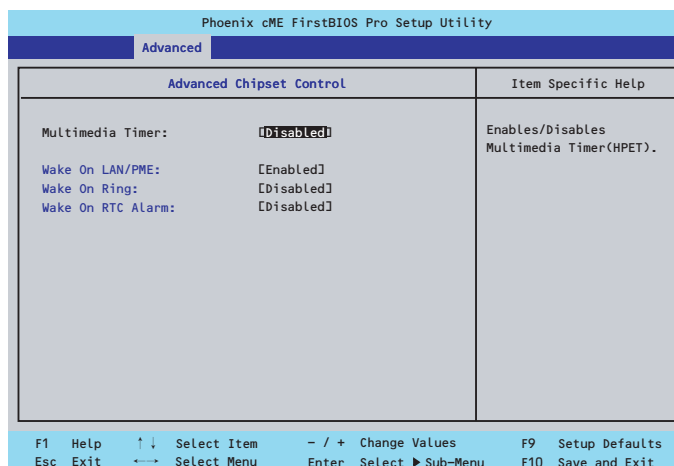 Phoenix cME FirstBIOS Pro Setup Utility
Advanced
Advanced Chipset Control
Item Specific Help
Multimedia Timer: [Disabled]
Enables/Disables
Multimedia Timer(HPET).
Wake On LAN/PME: [Enabled]
Wake On Ring: [Disabled]
Wake On RTC Alarm: [Disabled]
F1 Help ↑↓ Select Item - / + Change Values F9 Setup Defaults
Esc Exit ←→ Select Menu Enter Select ▶ Sub-Menu F10 Save and Exit